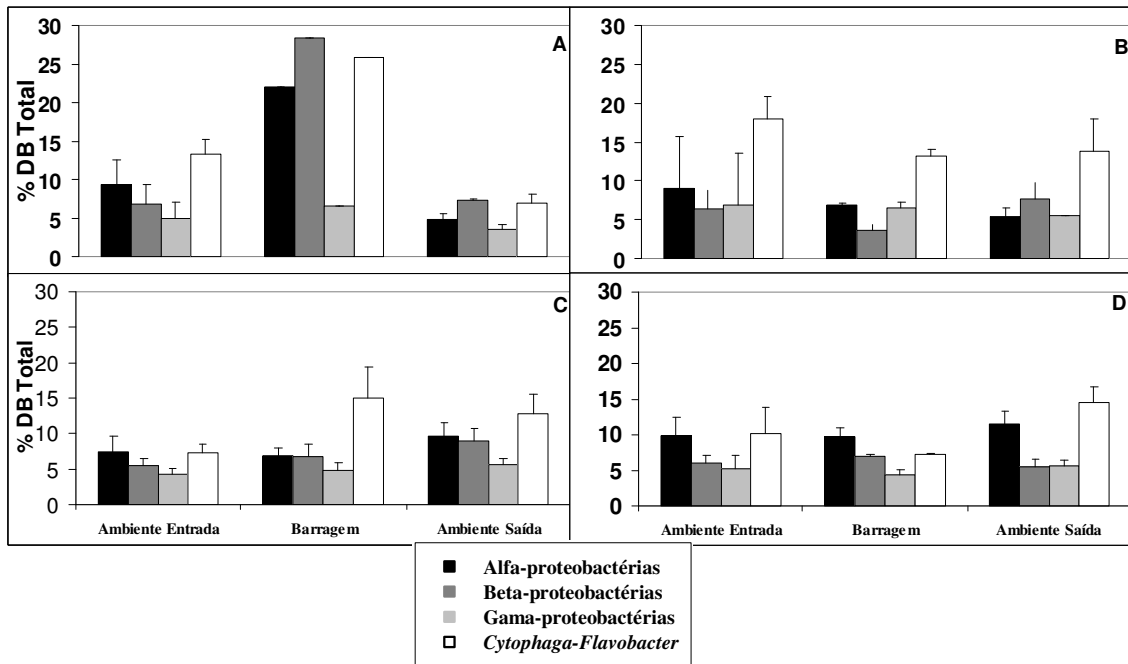 A
% DB Total
30
25
20
15
10
5
0
B
30
25
20
15
10
5
0
C
% DB Total
30
25
20
15
10
5
0
Ambiente Entrada
Barragem
Ambiente Saída
D
30
25
20
15
10
5
0
Ambiente Entrada
Barragem
Ambiente Saída
Alfa-proteobactérias
Beta-proteobactérias
Gama-proteobactérias
Cytophaga-Flavobacter